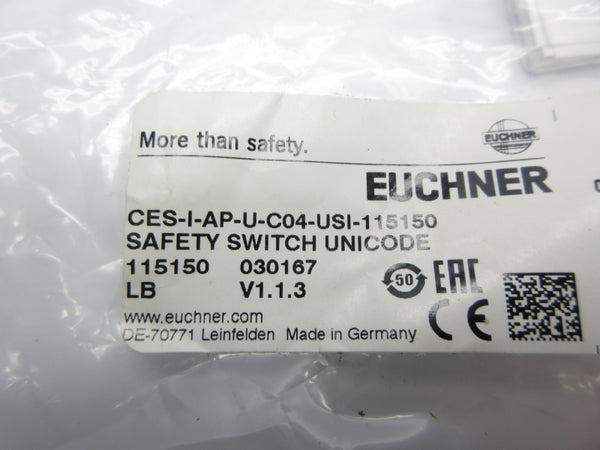 More than safety.
EUCHNER
EUCHNER
CES-I-AP-U-C04-USI-115150
SAFETY SWITCH UNICODE
115150 030167
LB V1.1.3
50 EAC
CE
www.euchner.com
DE-70771 Leinfelden Made in Germany